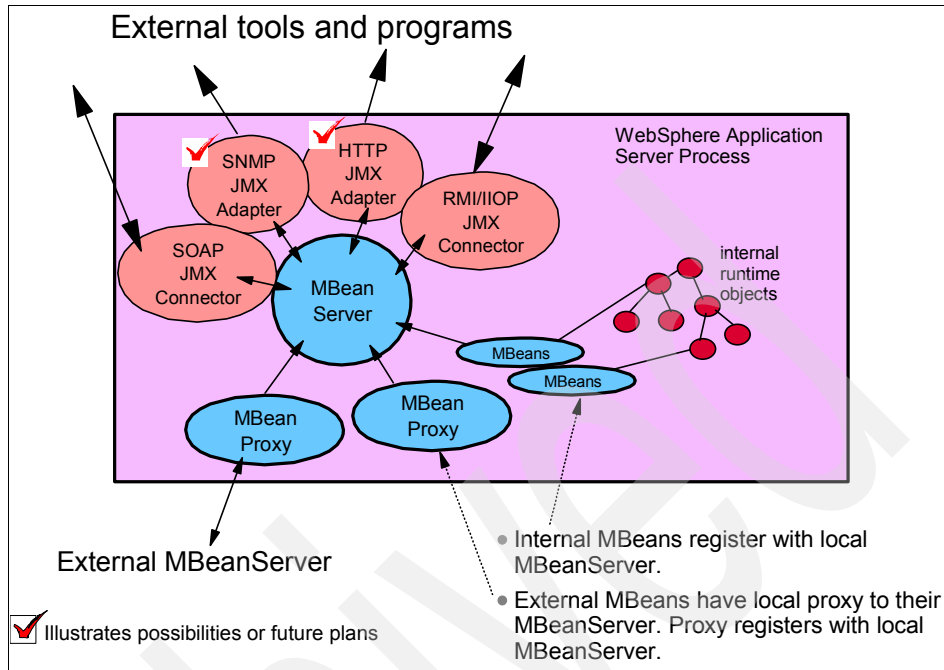 External tools and programs
WebSphere Application
Server Process
SNMP
JMX
Adapter
HTTP
JMX
Adapter
RMI/IIOP
JMX
Connector
SOAP
JMX
Connector
MBean
Server
internal
runtime
objects
MBeans
MBeans
MBean
Proxy
MBean
Proxy
External MBeanServer
• Internal MBeans register with local
MBeanServer.
• External MBeans have local proxy to their
MBeanServer. Proxy registers with local
MBeanServer.
Illustrates possibilities or future plans